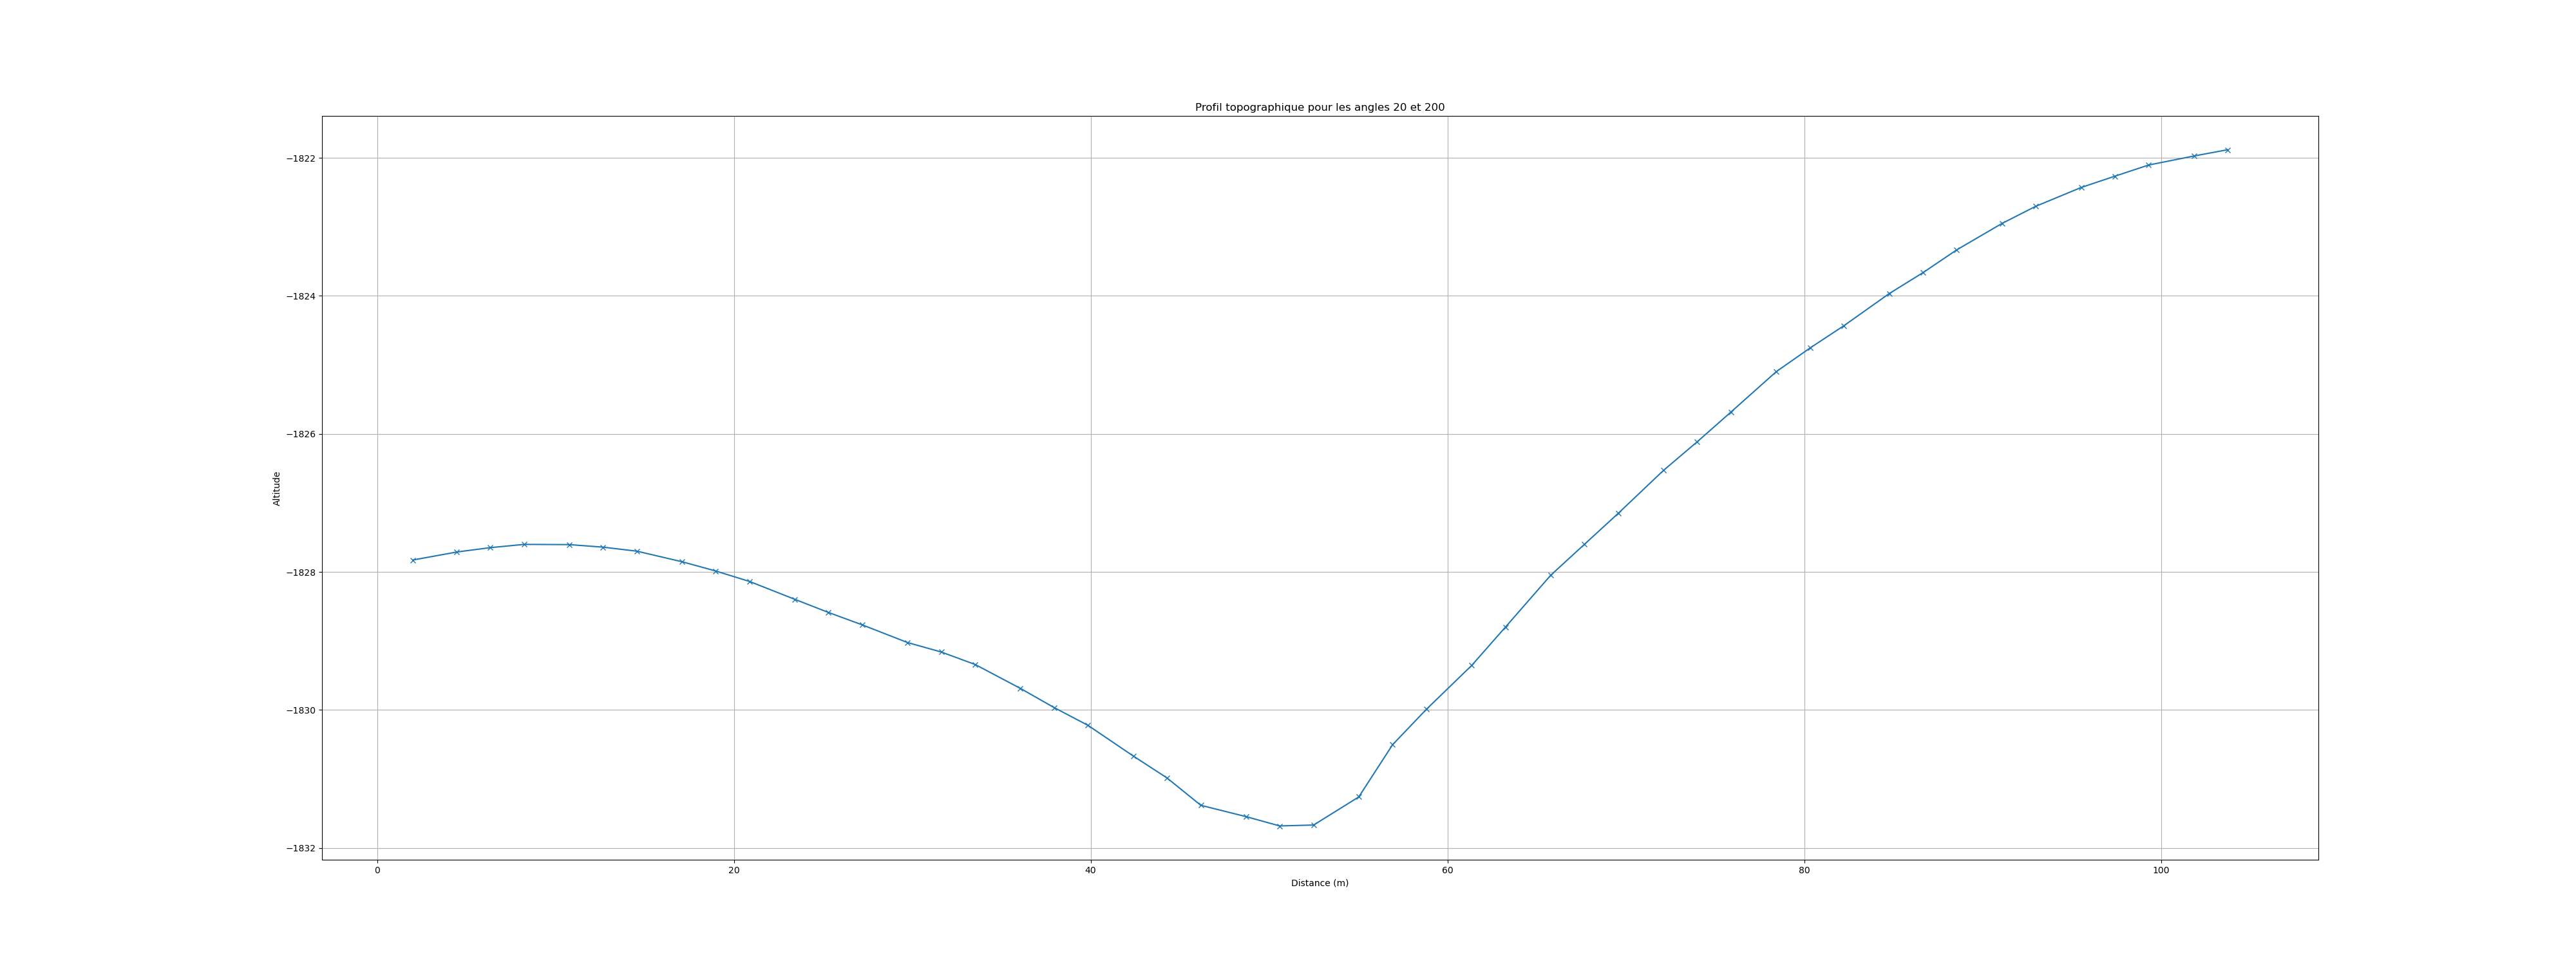 Profil topographique pour les angles 20 et 200
−1822
−1824
−1826
−1828
−1830
−1832
Altitude
0 20 40 60 80 100
Distance (m)